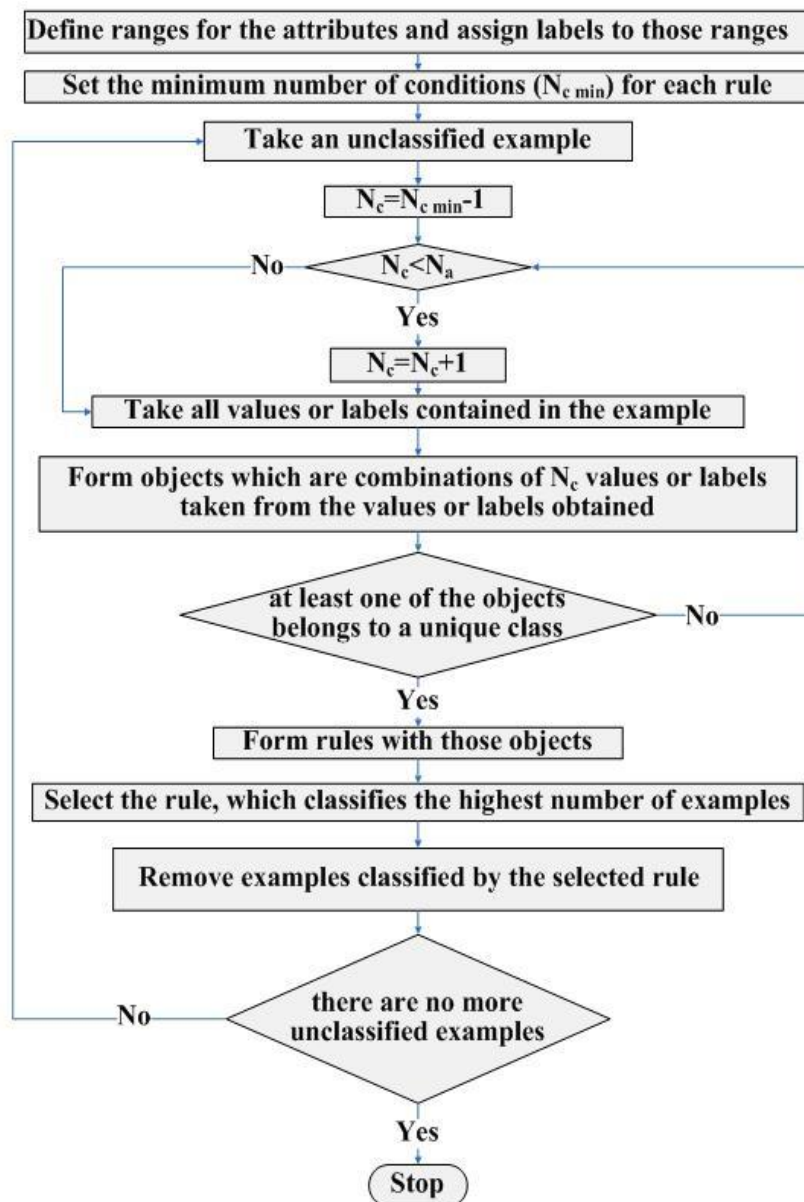 Define ranges for the attributes and assign labels to those ranges
Set the minimum number of conditions (Nc min) for each rule
Take an unclassified example
Nc=Nc min-1
No
Nc<Na
Yes
Nc=Nc+1
Take all values or labels contained in the example
Form objects which are combinations of Nc values or labels
taken from the values or labels obtained
at least one of the objects
belongs to a unique class
No
Yes
Form rules with those objects
Select the rule, which classifies the highest number of examples
Remove examples classified by the selected rule
there are no more
unclassified examples
No
Yes
Stop